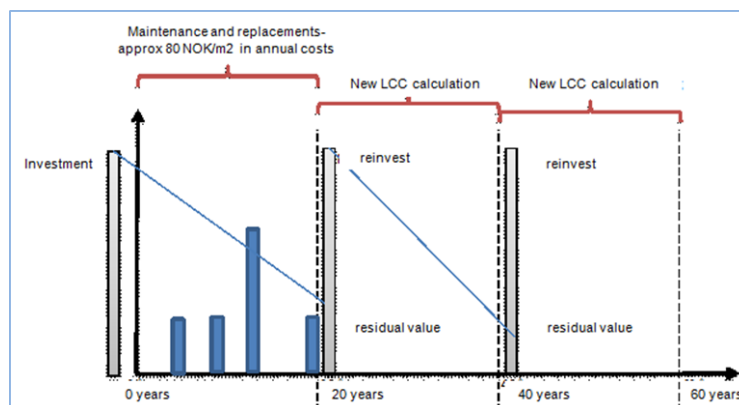 Maintenance and replacements-
approx 80 NOK/m2 in annual costs
New LCC calculation
New LCC calculation
Investment
reinvest
reinvest
residual value
residual value
0 years
20 years
40 years
60 years